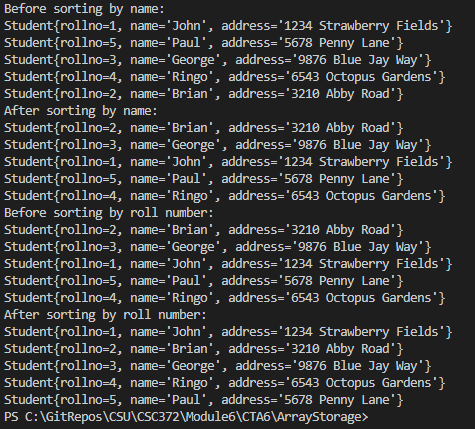 Before sorting by name:
Student{rollno=1, name='John', address='1234 Strawberry Fields'}
Student{rollno=5, name='Paul', address='5678 Penny Lane'}
Student{rollno=3, name='George', address='9876 Blue Jay Way'}
Student{rollno=4, name='Ringo', address='6543 Octopus Gardens'}
Student{rollno=2, name='Brian', address='3210 Abby Road'}
After sorting by name:
Student{rollno=2, name='Brian', address='3210 Abby Road'}
Student{rollno=3, name='George', address='9876 Blue Jay Way'}
Student{rollno=1, name='John', address='1234 Strawberry Fields'}
Student{rollno=5, name='Paul', address='5678 Penny Lane'}
Student{rollno=4, name='Ringo', address='6543 Octopus Gardens'}
Before sorting by roll number:
Student{rollno=2, name='Brian', address='3210 Abby Road'}
Student{rollno=3, name='George', address='9876 Blue Jay Way'}
Student{rollno=1, name='John', address='1234 Strawberry Fields'}
Student{rollno=5, name='Paul', address='5678 Penny Lane'}
Student{rollno=4, name='Ringo', address='6543 Octopus Gardens'}
After sorting by roll number:
Student{rollno=1, name='John', address='1234 Strawberry Fields'}
Student{rollno=2, name='Brian', address='3210 Abby Road'}
Student{rollno=3, name='George', address='9876 Blue Jay Way'}
Student{rollno=4, name='Ringo', address='6543 Octopus Gardens'}
Student{rollno=5, name='Paul', address='5678 Penny Lane'}
PS C:\GitRepos\CSU\CSC372\Module6\CTA6\ArrayStorage>